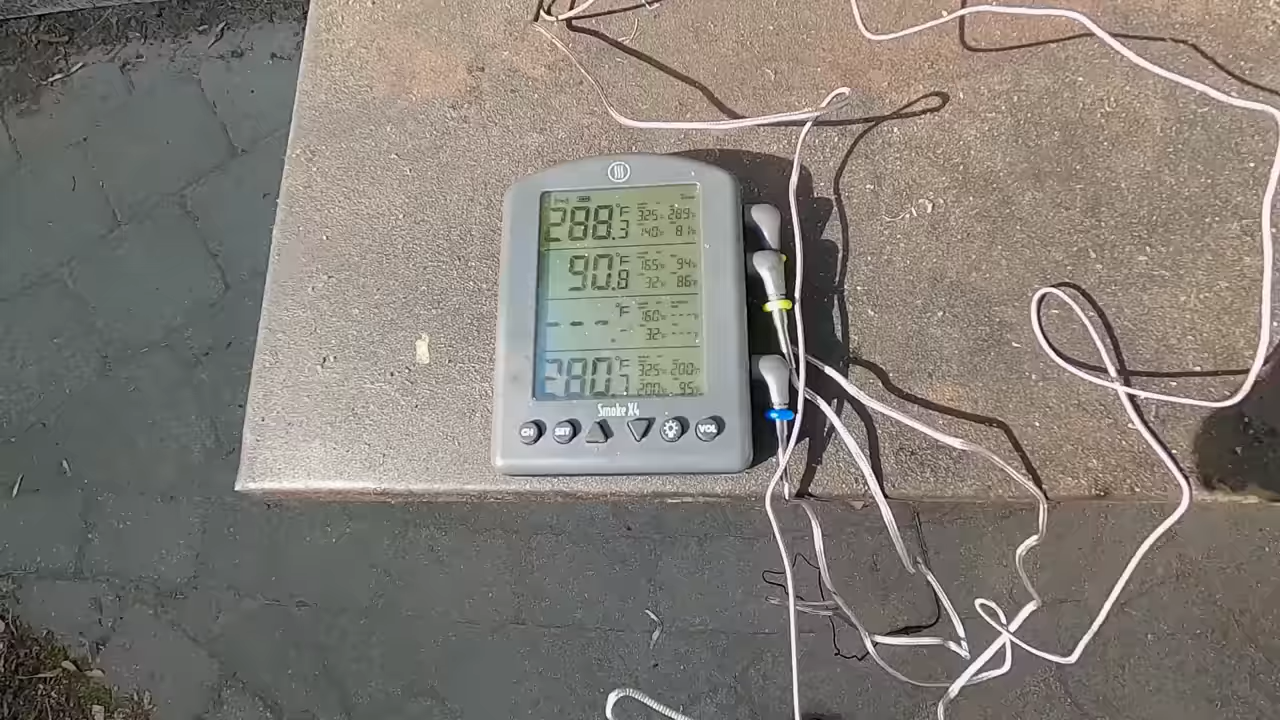 288.3°F 325°F 289°F
140°F 81°F
90.8°F 165°F 94°F
32°F 86°F
---.-°F 160°F ---°F
32°F ---°F
280.7°F 325°F 200°F
200°F 95°F
Smoke X4
CH SET VOL